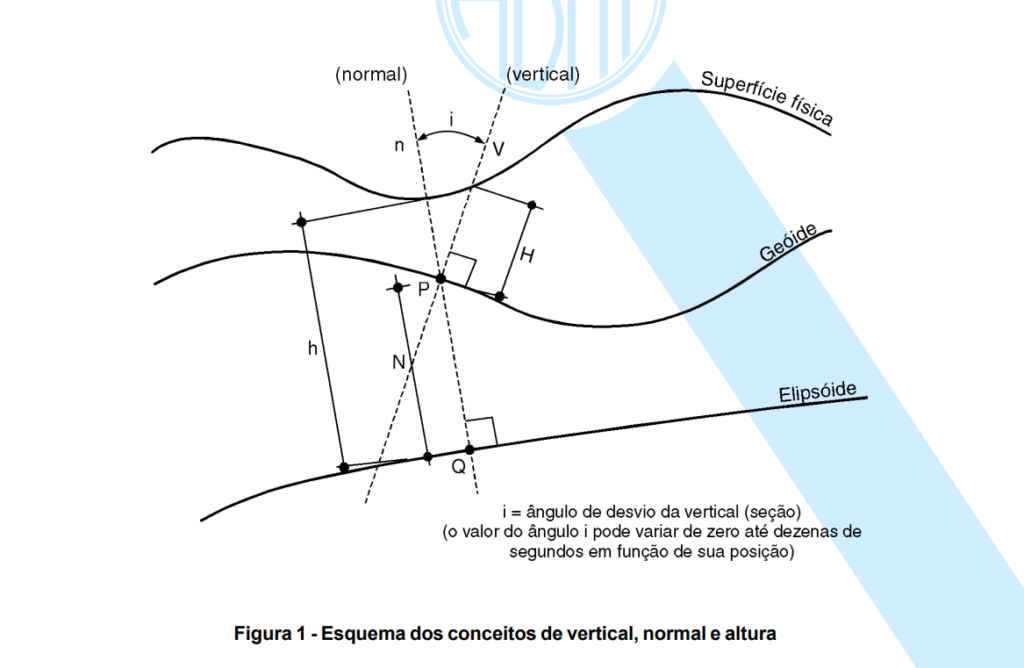 (normal)
(vertical)
Superfície física
i
n
V
H
Geóide
P
h
N
Elipsóide
Q
i = ângulo de desvio da vertical (seção)
(o valor do ângulo i pode variar de zero até dezenas de
segundos em função de sua posição)
Figura 1 - Esquema dos conceitos de vertical, normal e altura